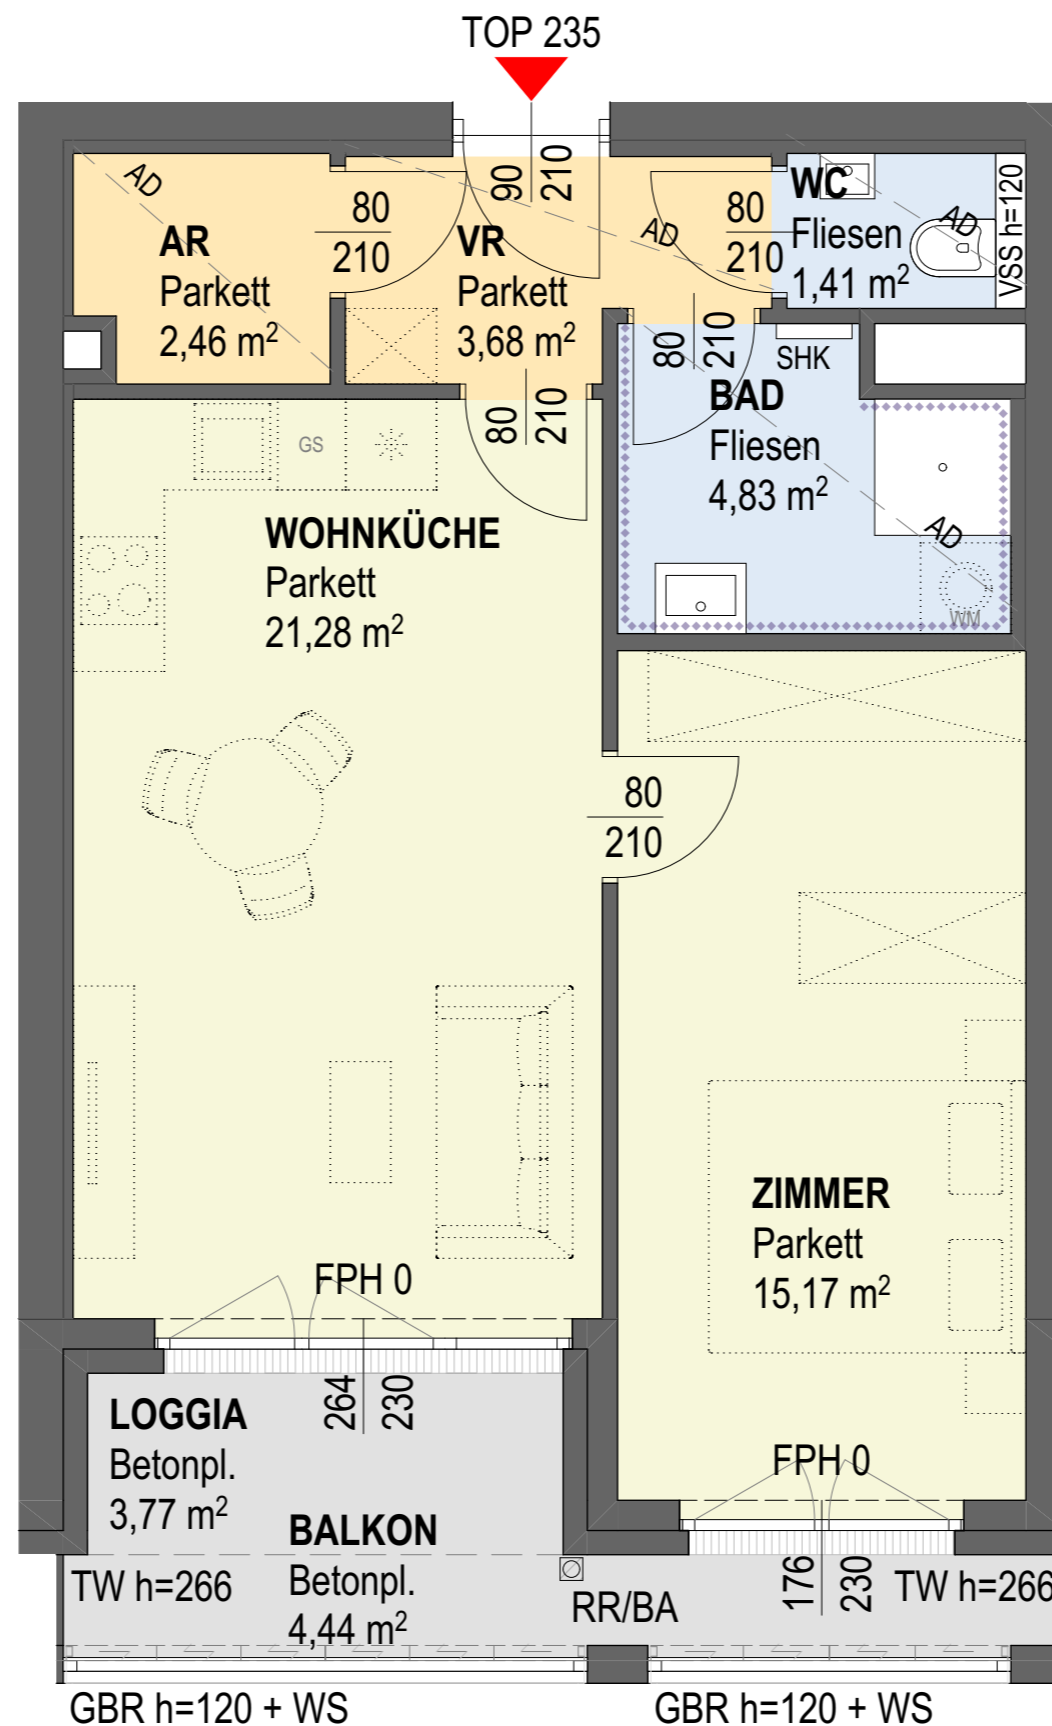 TOP 235
AD
AR
Parkett
2,46 m²
80
210
VR
Parkett
3,68 m²
90
210
AD
80
210
WC
Fliesen
1,41 m²
AD
VSS h=120
80
210
SHK
BAD
Fliesen
4,83 m²
AD
WM
80
210
GS
WOHNKÜCHE
Parkett
21,28 m²
80
210
ZIMMER
Parkett
15,17 m²
FPH 0
264
230
LOGGIA
Betonpl.
3,77 m²
FPH 0
176
230
BALKON
Betonpl.
4,44 m²
TW h=266
RR/BA
TW h=266
GBR h=120 + WS
GBR h=120 + WS